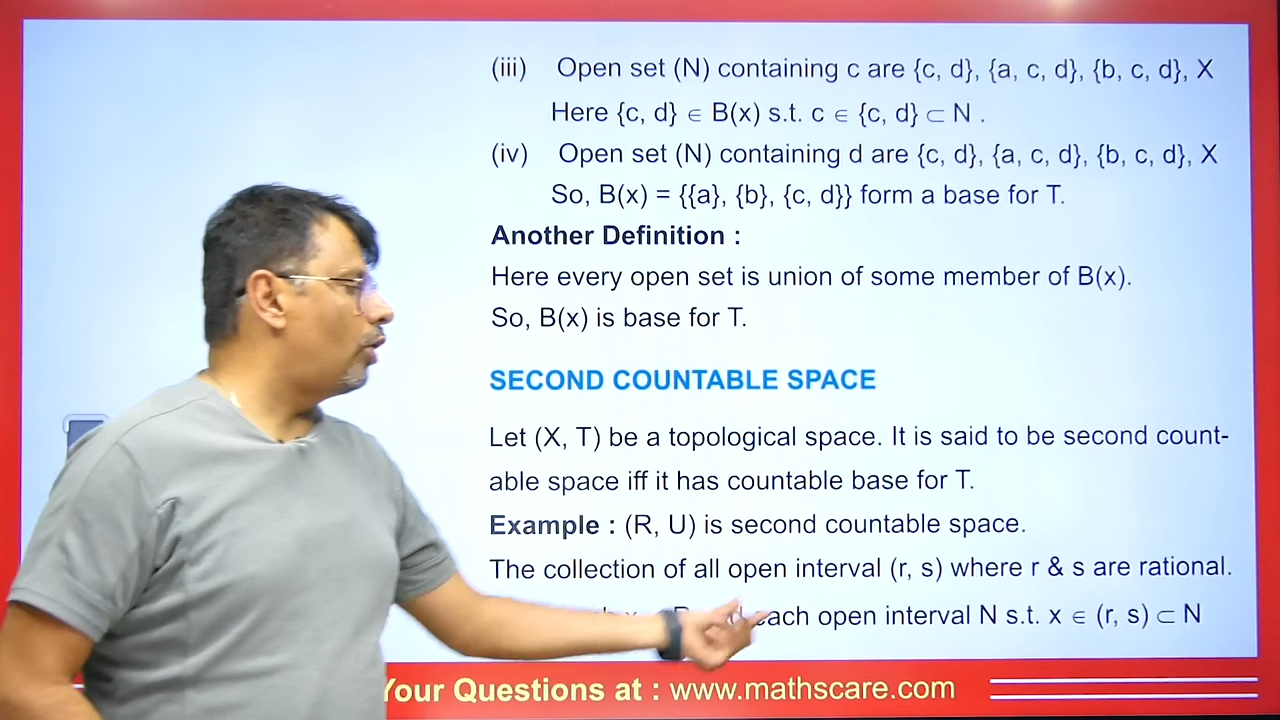 (iii) Open set (N) containing c are {c, d}, {a, c, d}, {b, c, d}, X
Here {c, d} ∈ B(x) s.t. c ∈ {c, d} ⊂ N .
(iv) Open set (N) containing d are {c, d}, {a, c, d}, {b, c, d}, X
So, B(x) = {{a}, {b}, {c, d}} form a base for T.
Another Definition :
Here every open set is union of some member of B(x).
So, B(x) is base for T.
SECOND COUNTABLE SPACE
Let (X, T) be a topological space. It is said to be second count-
able space iff it has countable base for T.
Example : (R, U) is second countable space.
The collection of all open interval (r, s) where r & s are rational.
each open interval N s.t. x ∈ (r, s) ⊂ N
Your Questions at : www.mathscare.com